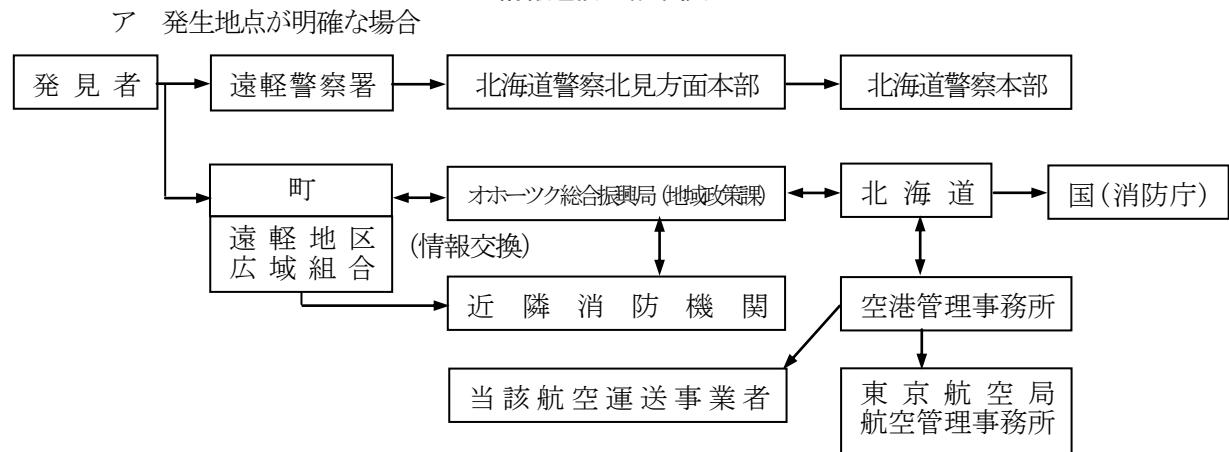 ア 発生地点が明確な場合
発見者
遠軽警察署
北海道警察北見方面本部
北海道警察本部
町
オホーツク総合振興局(地域政策課)
北海道
国(消防庁)
遠軽地区
広域組合
(情報交換)
近隣消防機関
空港管理事務所
当該航空運送事業者
東京航空局
航空管理事務所